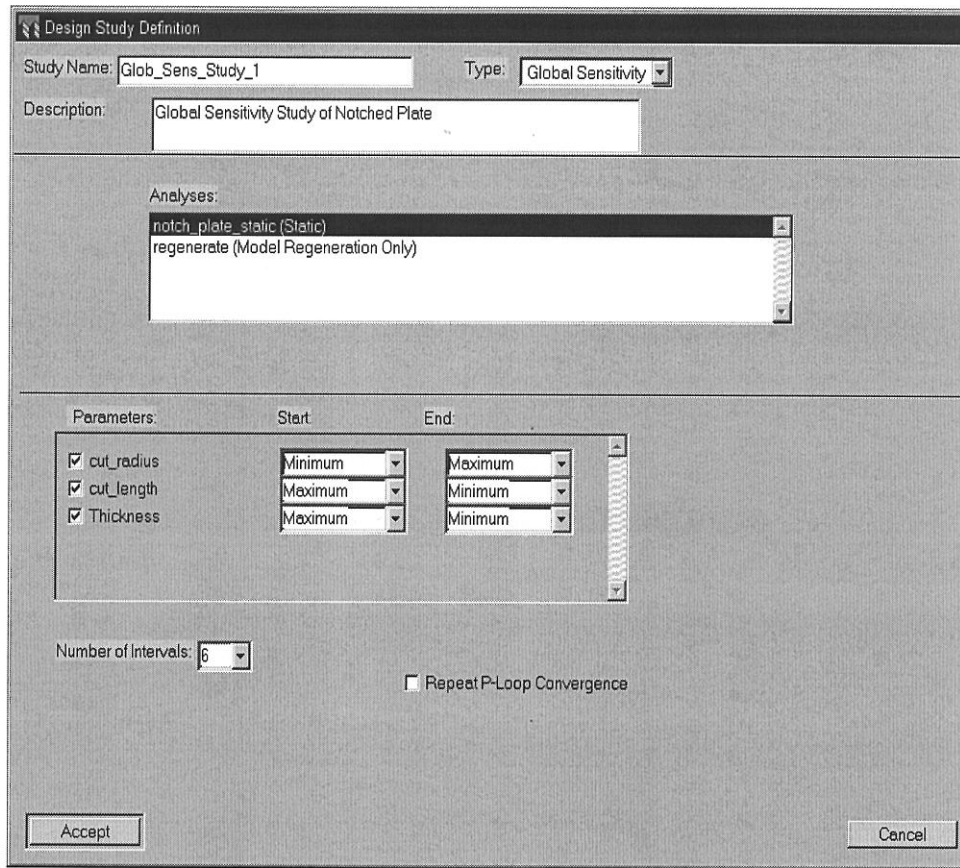 Design Study Definition
Study Name: Glob_Sens_Study_1 Type: Global Sensitivity
Description: Global Sensitivity Study of Notched Plate
Analyses:
notch_plate_static (Static)
regenerate (Model Regeneration Only)
Parameters: Start: End:
cut_radius Minimum Maximum
cut_length Maximum Minimum
Thickness Maximum Minimum
Number of Intervals: 6
Repeat P-Loop Convergence
Accept Cancel